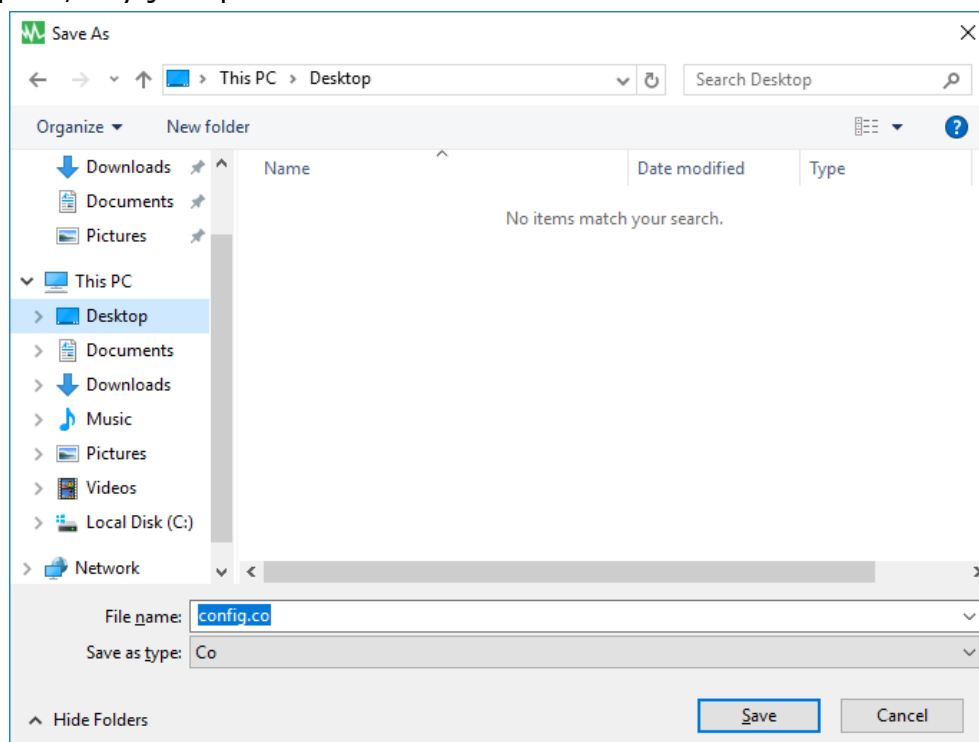 Save As
This PC > Desktop
Search Desktop
Organize
New folder
Name
Date modified
Type
No items match your search.
Downloads
Documents
Pictures
This PC
Desktop
Documents
Downloads
Music
Pictures
Videos
Local Disk (C:)
Network
File name: config.co
Save as type: Co
Hide Folders
Save
Cancel